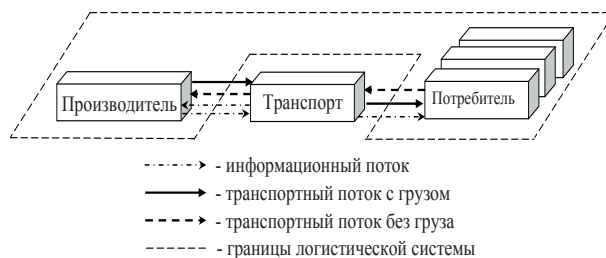 Производитель
Транспорт
Потребитель
- информационный поток
- транспортный поток с грузом
- транспортный поток без груза
- границы логистической системы